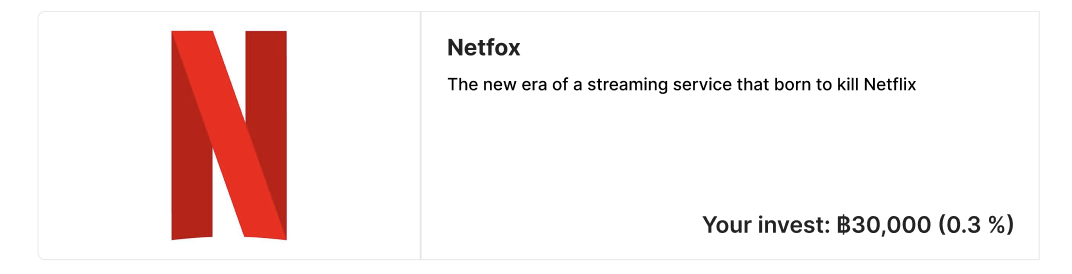 N
Netfox
The new era of a streaming service that born to kill Netflix
Your invest: ฿30,000 (0.3 %)